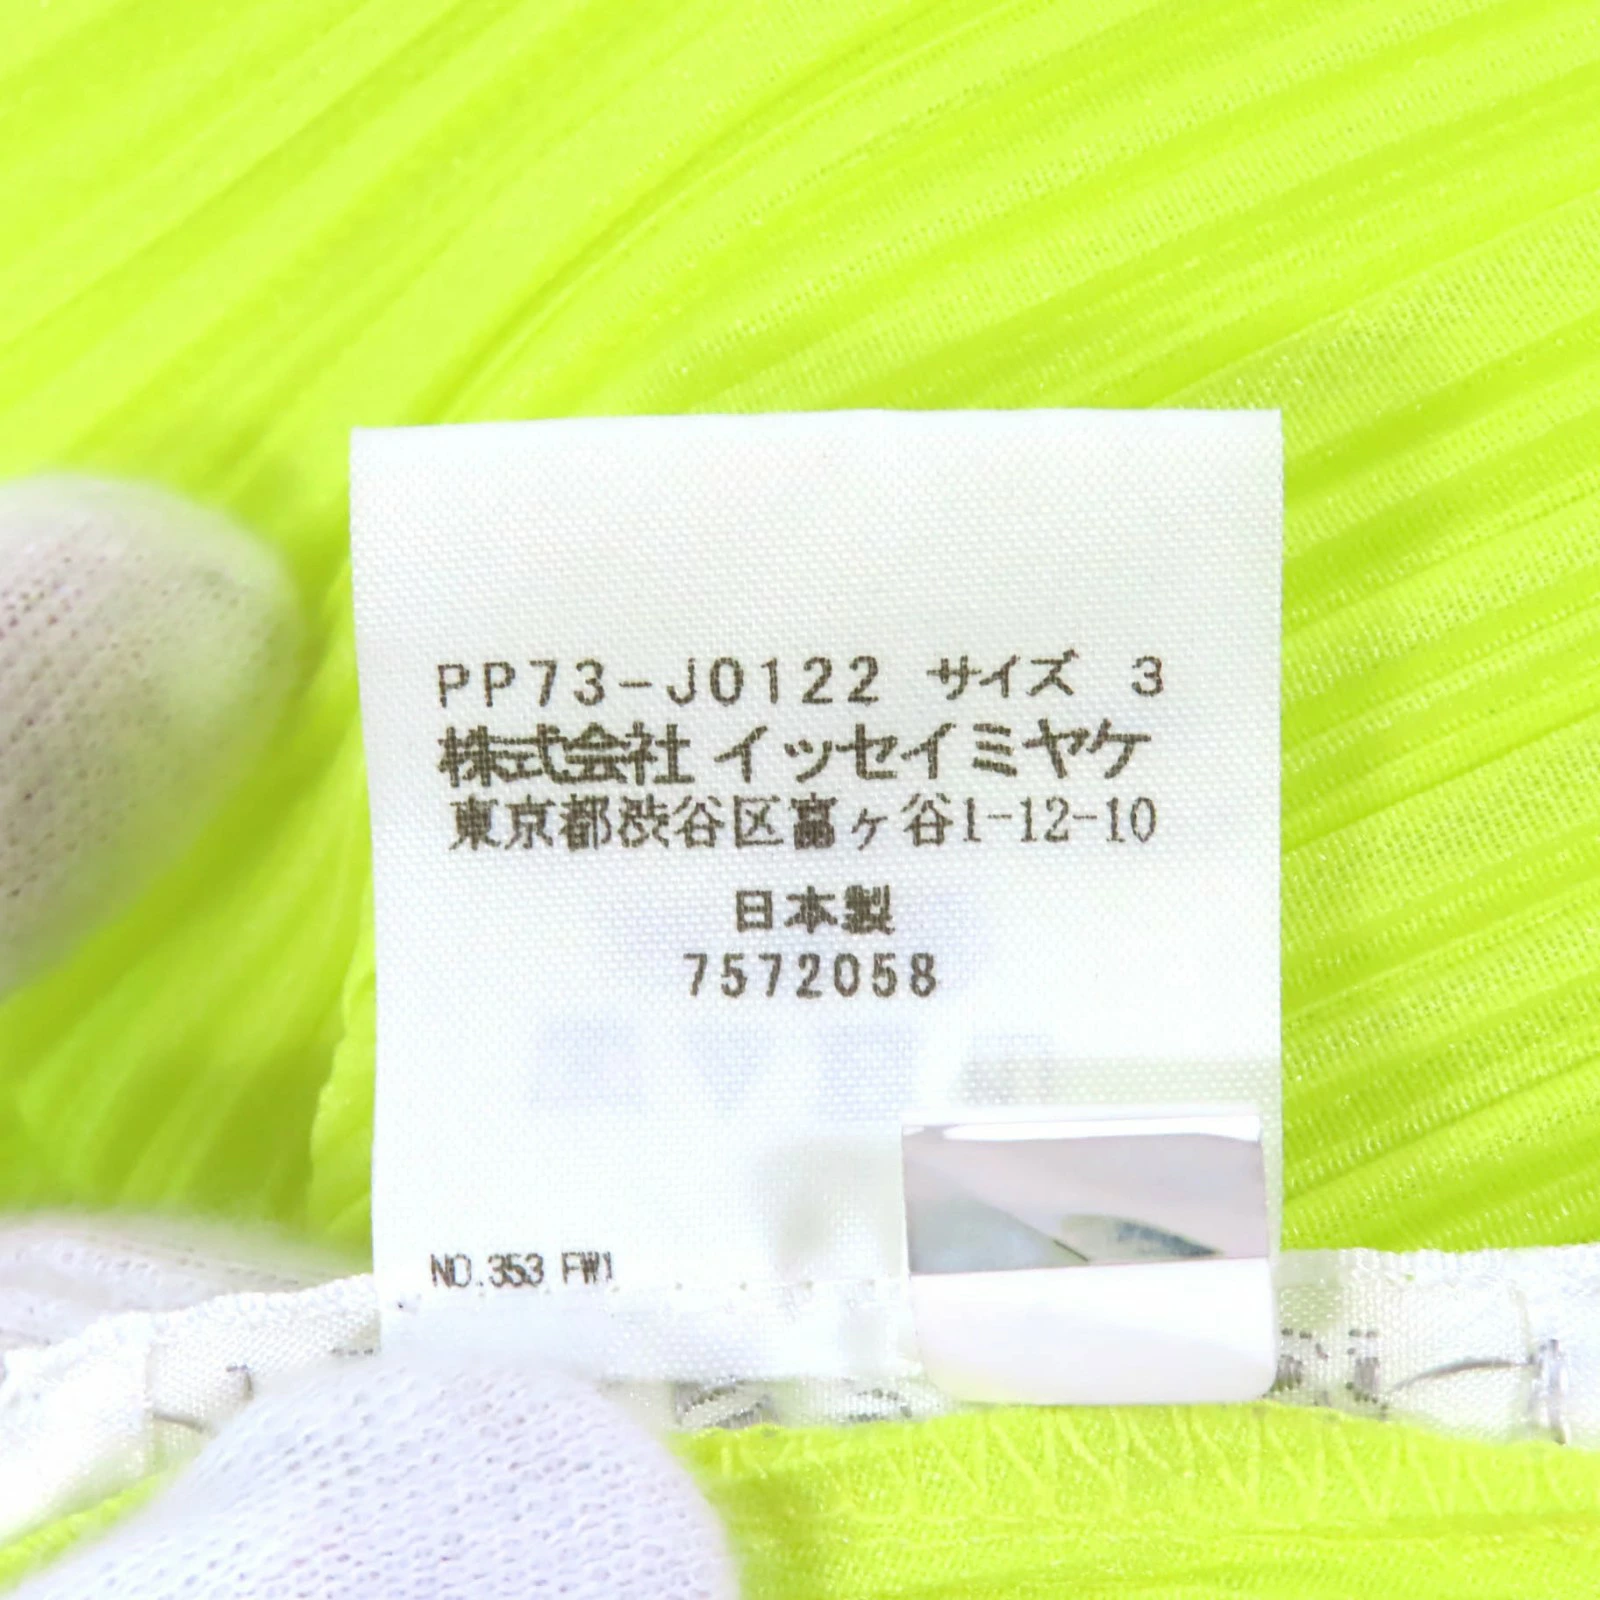 PP73-J0122 サイズ 3
株式会社 イッセイミヤケ
東京都渋谷区富ヶ谷1-12-10
日本製
7572058
NO.353 FW1